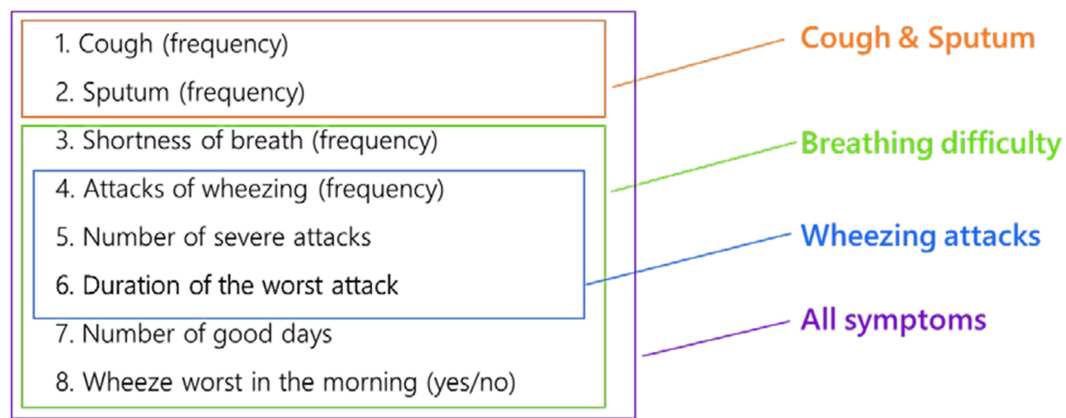 1. Cough (frequency)
2. Sputum (frequency)
3. Shortness of breath (frequency)
4. Attacks of wheezing (frequency)
5. Number of severe attacks
6. Duration of the worst attack
7. Number of good days
8. Wheeze worst in the morning (yes/no)
Cough & Sputum
Breathing difficulty
Wheezing attacks
All symptoms